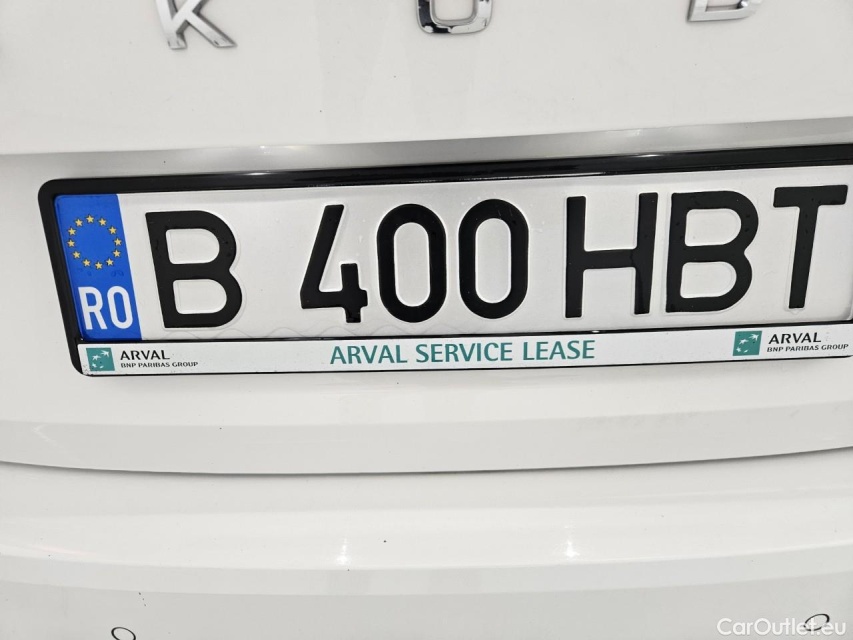 K O D
RO B 400 HBT
ARVAL BNP PARIBAS GROUP ARVAL SERVICE LEASE ARVAL BNP PARIBAS GROUP
CarOutlet.eu